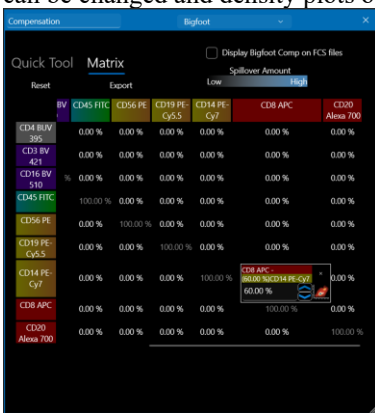 can be changed and density plots o
Compensation Bigfoot ×
Display Bigfoot Comp on FCS files
Quick Tool Matrix
Spillover Amount
Reset Export Low High
BV CD45 FITC CD56 PE CD19 PE-Cy5.5 CD14 PE-Cy7 CD8 APC CD20 Alexa 700
CD4 BUV 395 0.00 % 0.00 % 0.00 % 0.00 % 0.00 % 0.00 %
CD3 BV 421 0.00 % 0.00 % 0.00 % 0.00 % 0.00 % 0.00 %
CD16 BV 510 % 0.00 % 0.00 % 0.00 % 0.00 % 0.00 % 0.00 %
CD45 FITC 100.00 % 0.00 % 0.00 % 0.00 % 0.00 % 0.00 %
CD56 PE 0.00 % 100.00 % 0.00 % 0.00 % 0.00 % 0.00 %
CD19 PE-Cy5.5 0.00 % 0.00 % 100.00 % 0.00 % 0.00 % 0.00 %
CD14 PE-Cy7 0.00 % 0.00 % 0.00 % 100.00 % 0.00 %
CD8 APC -
(60.00 %)CD14 PE-Cy7
60.00 %
CD8 APC 0.00 % 0.00 % 0.00 % 0.00 % 100.00 % 0.00 %
CD20 Alexa 700 0.00 % 0.00 % 0.00 % 0.00 % 0.00 % 100.00 %